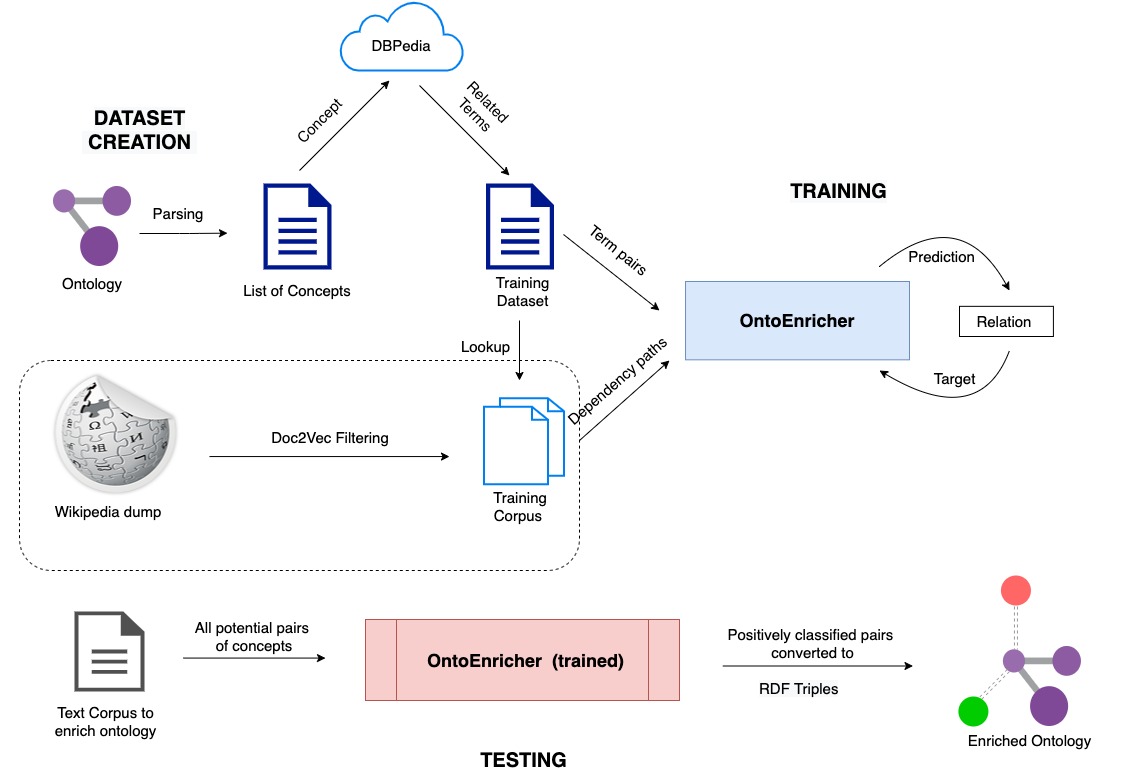 DBPedia
Concept
Related
Terms
DATASET
CREATION
Parsing
Ontology
List of Concepts
Training
Dataset
Term pairs
TRAINING
Prediction
OntoEnricher
Relation
Target
Lookup
Dependency paths
Ω
W
И
祖
Doc2Vec Filtering
Wikipedia dump
Training
Corpus
All potential pairs
of concepts
Text Corpus to
enrich ontology
OntoEnricher (trained)
Positively classified pairs
converted to
RDF Triples
Enriched Ontology
TESTING